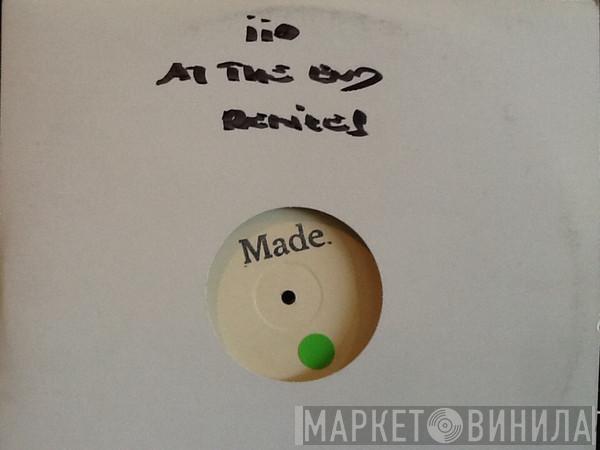 iio
AT THE END
REMIXES
Made.
МАРКЕТ ВИНИЛА